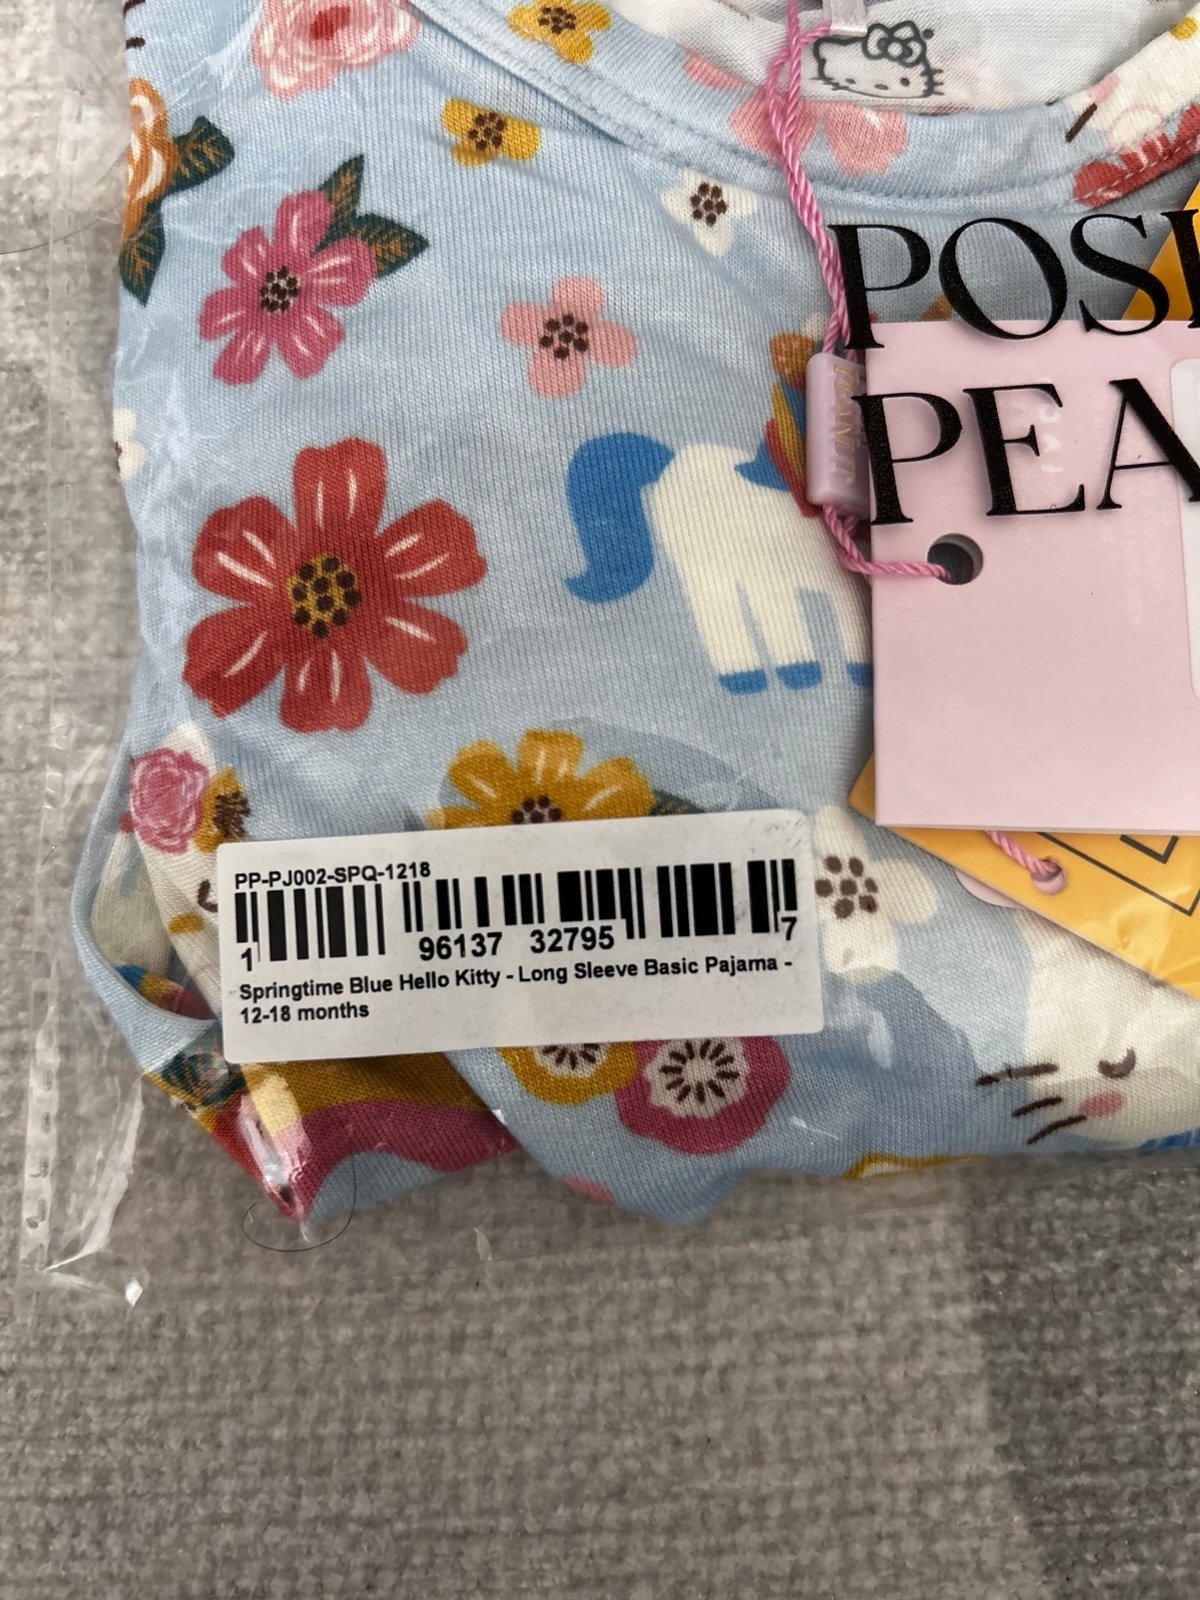 POSI
PEA
PP-PJ002-SPQ-1218
1 96137 32795 7
Springtime Blue Hello Kitty - Long Sleeve Basic Pajama -
12-18 months